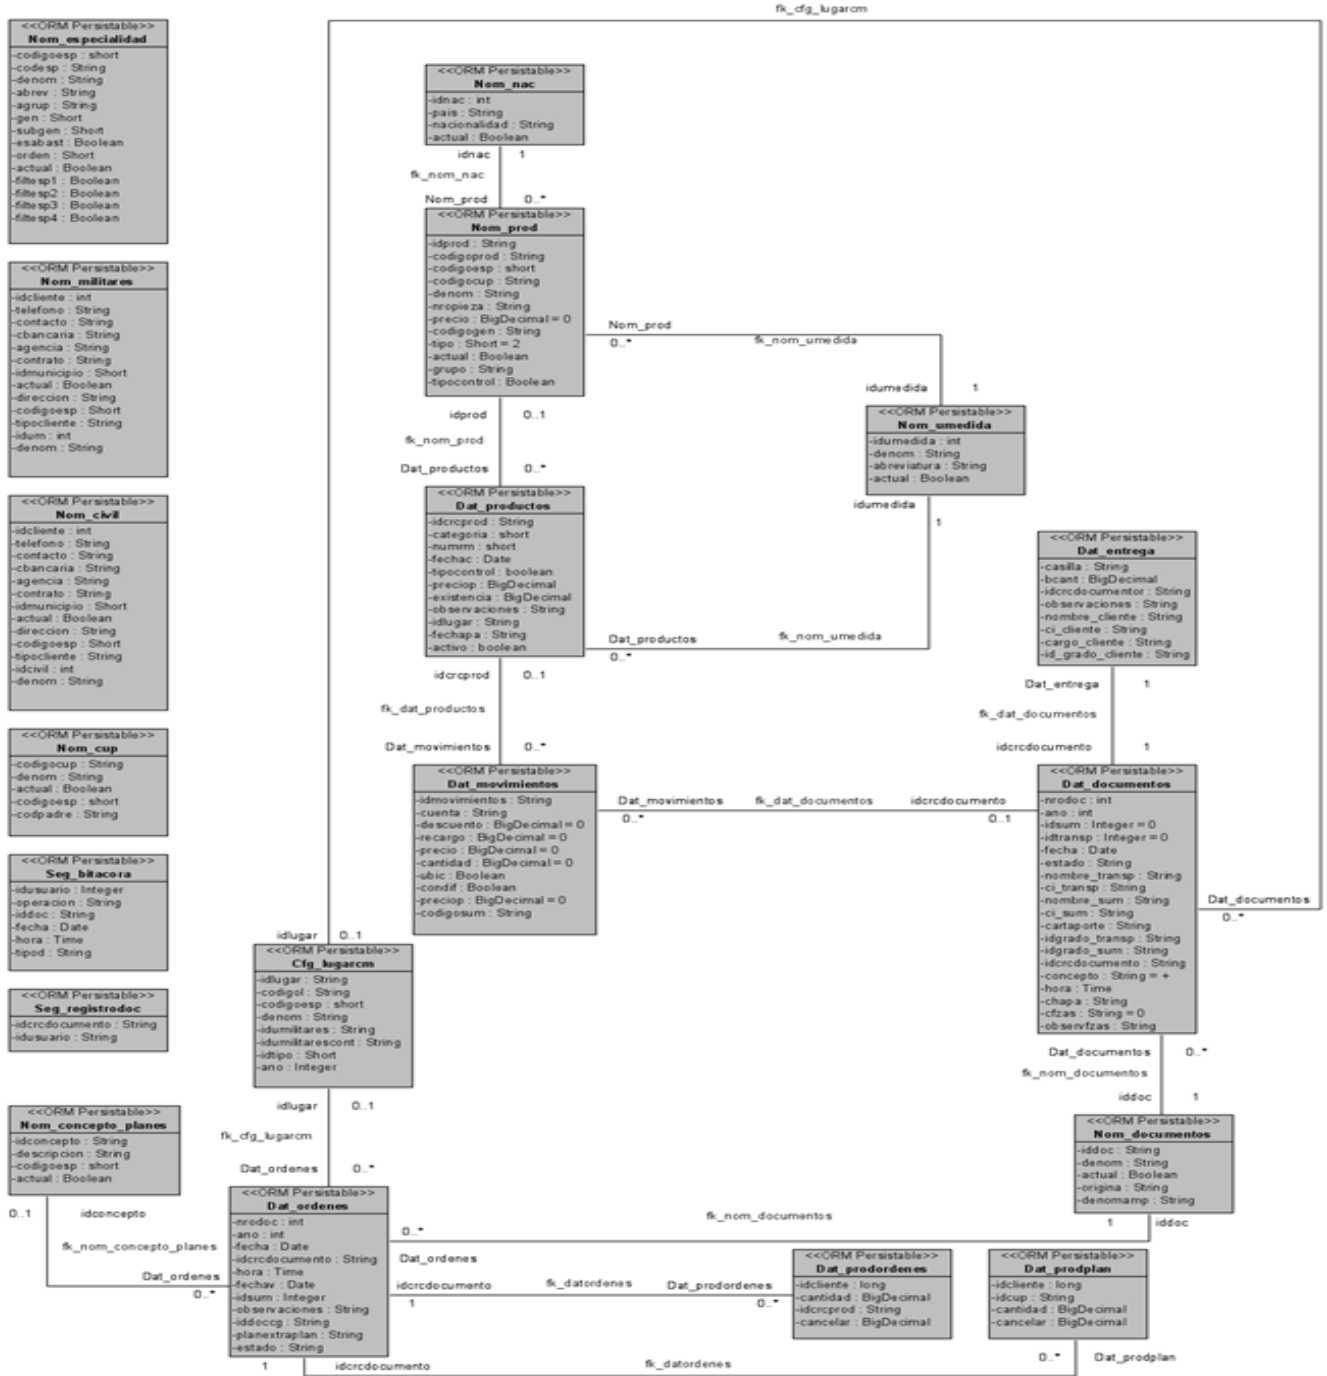 fk_cfg_lugarcm
<<ORM Persistable>>
Nom_especialidad
-codigoesp : short
-codesp : String
-denom : String
-abrev : String
-agrup : String
-gen : Short
-subgen : Short
-esabast : Boolean
-orden : Short
-actual : Boolean
-filtesp1 : Boolean
-filtesp2 : Boolean
-filtesp3 : Boolean
-filtesp4 : Boolean
<<ORM Persistable>>
Nom_militares
-idcliente : int
-telefono : String
-contacto : String
-cbancaria : String
-agencia : String
-contrato : String
-idmunicipio : Short
-actual : Boolean
-direccion : String
-codigoesp : Short
-tipocliente : String
-idum : int
-denom : String
<<ORM Persistable>>
Nom_civil
-idcliente : int
-telefono : String
-contacto : String
-cbancaria : String
-agencia : String
-contrato : String
-idmunicipio : Short
-actual : Boolean
-direccion : String
-codigoesp : Short
-tipocliente : String
-idcivil : int
-denom : String
<<ORM Persistable>>
Nom_cup
-codigocup : String
-denom : String
-actual : Boolean
-codigoesp : short
-codpadre : String
<<ORM Persistable>>
Seg_bitacora
-idusuario : Integer
-operacion : String
-iddoc : String
-fecha : Date
-hora : Time
-tipod : String
<<ORM Persistable>>
Seg_registrodoc
-idcrcdocumento : String
-idusuario : String
<<ORM Persistable>>
Nom_concepto_planes
-idconcepto : String
-descripcion : String
-codigoesp : short
-actual : Boolean
0..1 idconcepto
fk_nom_concepto_planes
Dat_ordenes
0..*
<<ORM Persistable>>
Nom_nac
-idnac : int
-pais : String
-nacionalidad : String
-actual : Boolean
idnac 1
fk_nom_nac
Nom_prod 0..*
<<ORM Persistable>>
Nom_prod
-idprod : String
-codigoprod : String
-codigoesp : short
-codigocup : String
-denom : String
-nropieza : String
-precio : BigDecimal = 0
-codigogen : String
-tipo : Short = 2
-actual : Boolean
-grupo : String
-tipocontrol : Boolean
Nom_prod
0..* fk_nom_umedida
idumedida 1
<<ORM Persistable>>
Nom_umedida
-idumedida : int
-denom : String
-abreviatura : String
-actual : Boolean
idumedida
1
idprod 0..1
fk_nom_prod
Dat_productos 0..*
<<ORM Persistable>>
Dat_productos
-idcrcprod : String
-categoria : short
-numrm : short
-fechac : Date
-tipocontrol : boolean
-preciop : BigDecimal
-existencia : BigDecimal
-observaciones : String
-idlugar : String
-fechapa : String
-activo : boolean
Dat_productos fk_nom_umedida
0..*
idcrcprod 0..1
fk_dat_productos
Dat_movimientos 0..*
<<ORM Persistable>>
Dat_movimientos
-idmovimientos : String
-cuenta : String
-descuento : BigDecimal = 0
-recargo : BigDecimal = 0
-precio : BigDecimal = 0
-cantidad : BigDecimal = 0
-ubic : Boolean
-condif : Boolean
-preciop : BigDecimal = 0
-codigosum : String
Dat_movimientos fk_dat_documentos idcrcdocumento
0..* 0..1
<<ORM Persistable>>
Dat_entrega
-casilla : String
-bcant : BigDecimal
-idcrcdocumentor : String
-observaciones : String
-nombre_cliente : String
-ci_cliente : String
-cargo_cliente : String
-id_grado_cliente : String
Dat_entrega 1
fk_dat_documentos
idcrcdocumento 1
<<ORM Persistable>>
Dat_documentos
-nrodoc : int
-ano : int
-idsum : Integer = 0
-idtransp : Integer = 0
-fecha : Date
-estado : String
-nombre_transp : String
-ci_transp : String
-nombre_sum : String
-ci_sum : String
-cartaporte : String
-idgrado_transp : String
-idgrado_sum : String
-idcrcdocumento : String
-concepto : String = +
-hora : Time
-chapa : String
-cfzas : String = 0
-observfzas : String
Dat_documentos
0..*
Dat_documentos 0..*
fk_nom_documentos
iddoc 1
<<ORM Persistable>>
Nom_documentos
-iddoc : String
-denom : String
-actual : Boolean
-origina : String
-denomamp : String
1 iddoc
idlugar 0..1
<<ORM Persistable>>
Cfg_lugarcm
-idlugar : String
-codigol : String
-codigoesp : short
-denom : String
-idumilitares : String
-idumilitarescont : String
-idtipo : Short
-ano : Integer
idlugar 0..1
fk_cfg_lugarcm
Dat_ordenes 0..*
<<ORM Persistable>>
Dat_ordenes
-nrodoc : int
-ano : int
-fecha : Date
-idcrcdocumento : String
-hora : Time
-fechav : Date
-idsum : Integer
-observaciones : String
-iddoccg : String
-planextraplan : String
-estado : String
fk_nom_documentos
0..*
Dat_ordenes
idcrcdocumento fk_datordenes Dat_prodordenes
1 0..*
<<ORM Persistable>>
Dat_prodordenes
-idcliente : long
-cantidad : BigDecimal
-idcrcprod : String
-cancelar : BigDecimal
<<ORM Persistable>>
Dat_prodplan
-idcliente : long
-idcup : String
-cantidad : BigDecimal
-cancelar : BigDecimal
0..* Dat_prodplan
1 idcrcdocumento fk_datordenes